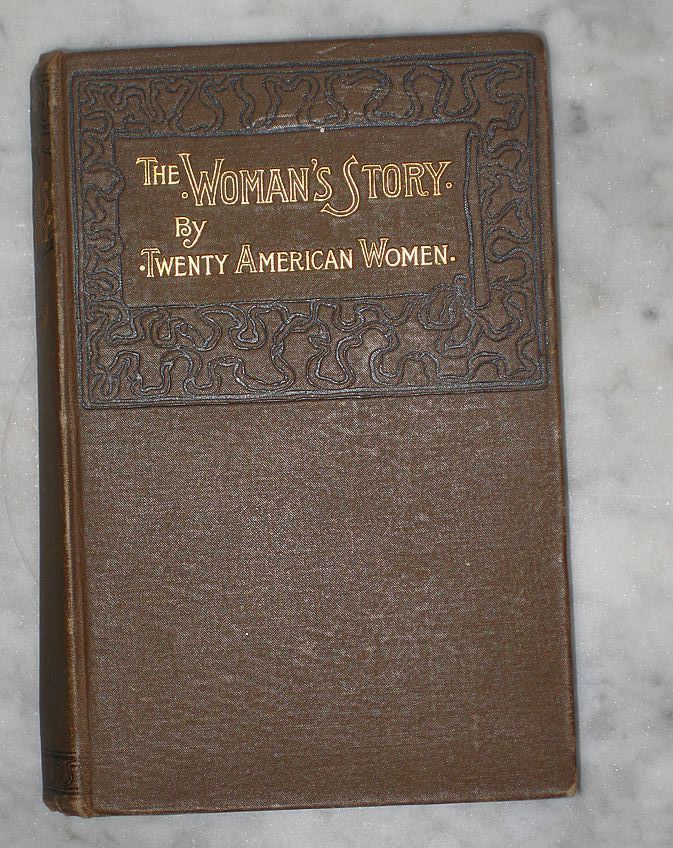 The Woman's Story.
By
Twenty American Women.